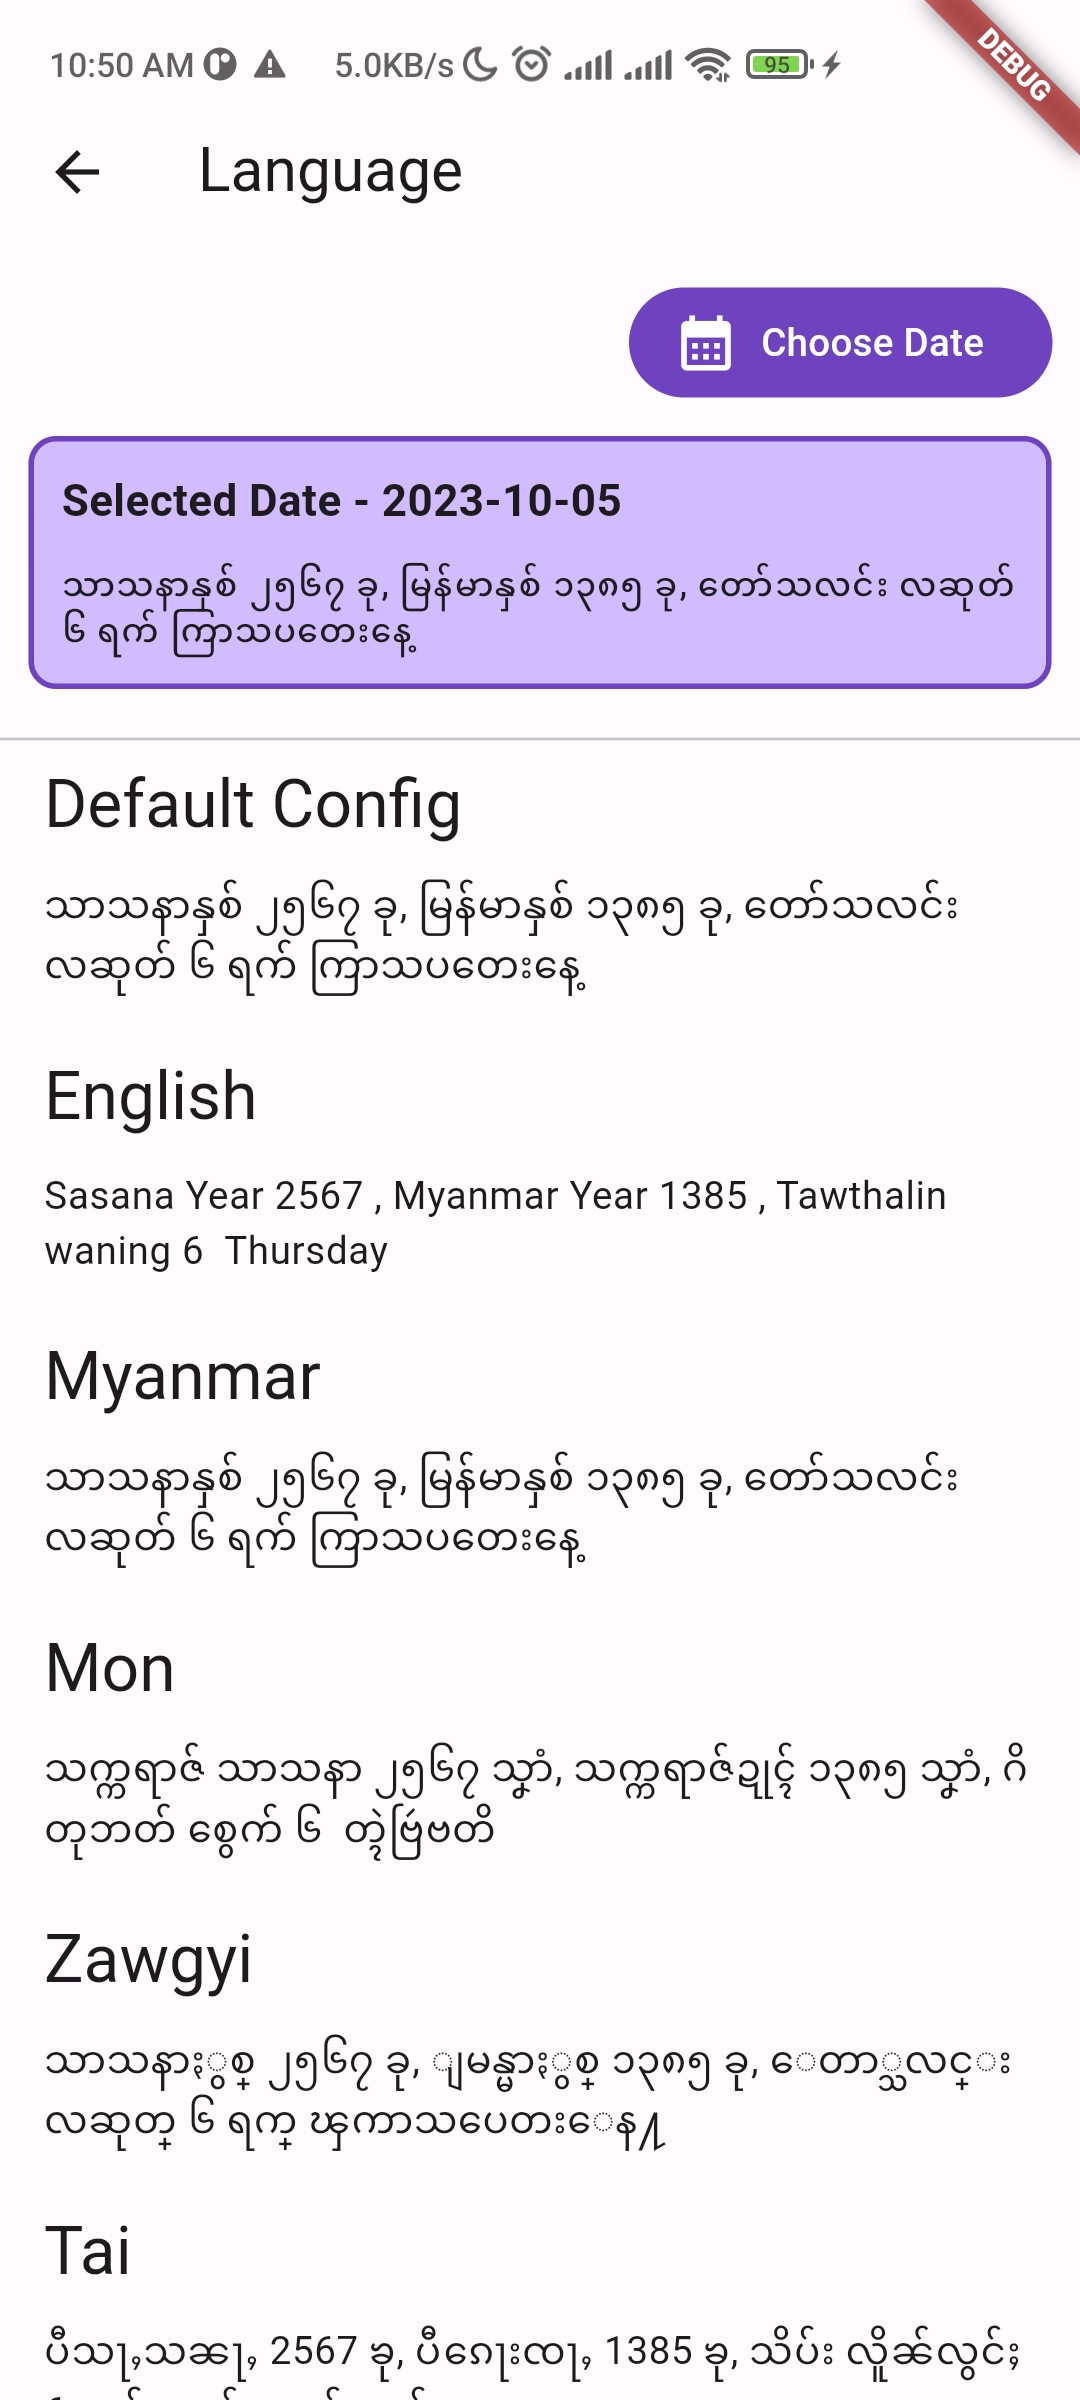 10:50 AM 5.0KB/s 95
DEBUG
Language
Choose Date
Selected Date - 2023-10-05
သာသနာနှစ် ၂၅၆၇ ခု, မြန်မာနှစ် ၁၃၈၅ ခု, တော်သလင်း လဆုတ်
၆ ရက် ကြာသပတေးနေ့
Default Config
သာသနာနှစ် ၂၅၆၇ ခု, မြန်မာနှစ် ၁၃၈၅ ခု, တော်သလင်း
လဆုတ် ၆ ရက် ကြာသပတေးနေ့
English
Sasana Year 2567 , Myanmar Year 1385 , Tawthalin
waning 6  Thursday
Myanmar
သာသနာနှစ် ၂၅၆၇ ခု, မြန်မာနှစ် ၁၃၈၅ ခု, တော်သလင်း
လဆုတ် ၆ ရက် ကြာသပတေးနေ့
Mon
သက္ကရာဇ် သာသနာ ၂၅၆၇ သၞာံ, သက္ကရာဇ်ဍုၚ် ၁၃၈၅ သၞာံ, ဂိ
တုဘတ် စွေက် ၆  တ္ၚဲဗြဴဗတိ
Zawgyi
သာသနာႏွစ္ ၂၅၆၇ ခု, ျမန္မာႏွစ္ ၁၃၈၅ ခု, ေတာ္သလင္း
လဆုတ္ ၆ ရက္ ၾကာသပေတးေန႔
Tai
ပီသႃႇသၼႃႇ 2567 ၶု, ပီၵေႃးၸႃႇ 1385 ၶု, သိပ်း လိူၼ်လွင်ႈ